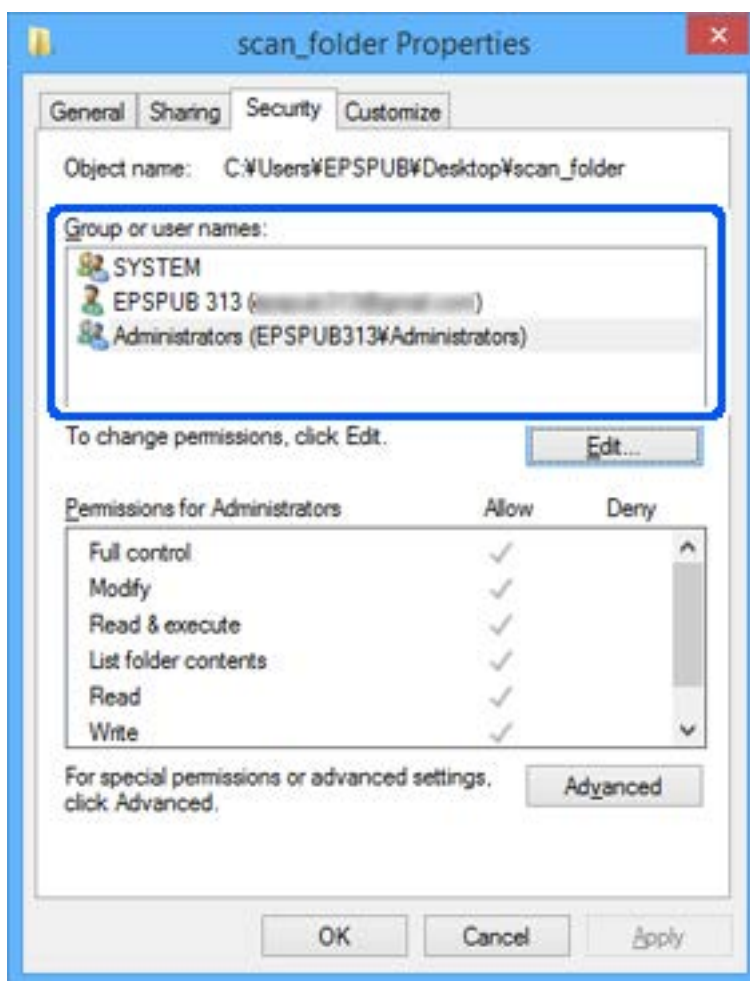 scan_folder Properties
General Sharing Security Customize
Object name: C:¥Users¥EPSPUB¥Desktop¥scan_folder
Group or user names:
SYSTEM
EPSPUB 313 ( )
Administrators (EPSPUB313¥Administrators)
To change permissions, click Edit.
Edit...
Permissions for Administrators Allow Deny
Full control
Modify
Read & execute
List folder contents
Read
Write
For special permissions or advanced settings,
click Advanced.
Advanced
OK Cancel Apply